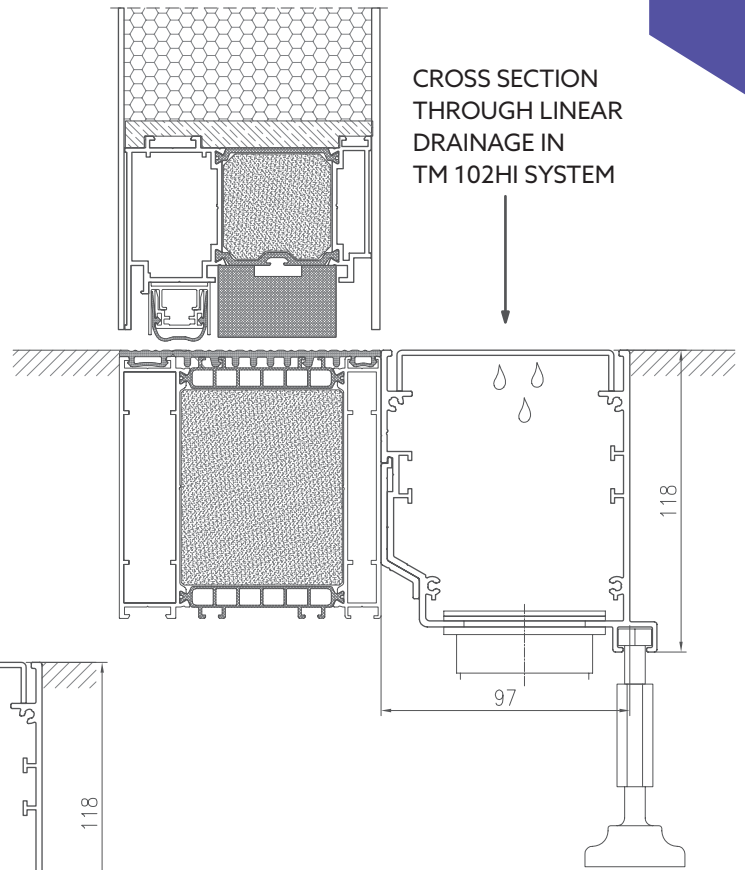 CROSS SECTION
THROUGH LINEAR
DRAINAGE IN
TM 102HI SYSTEM
118
97
118